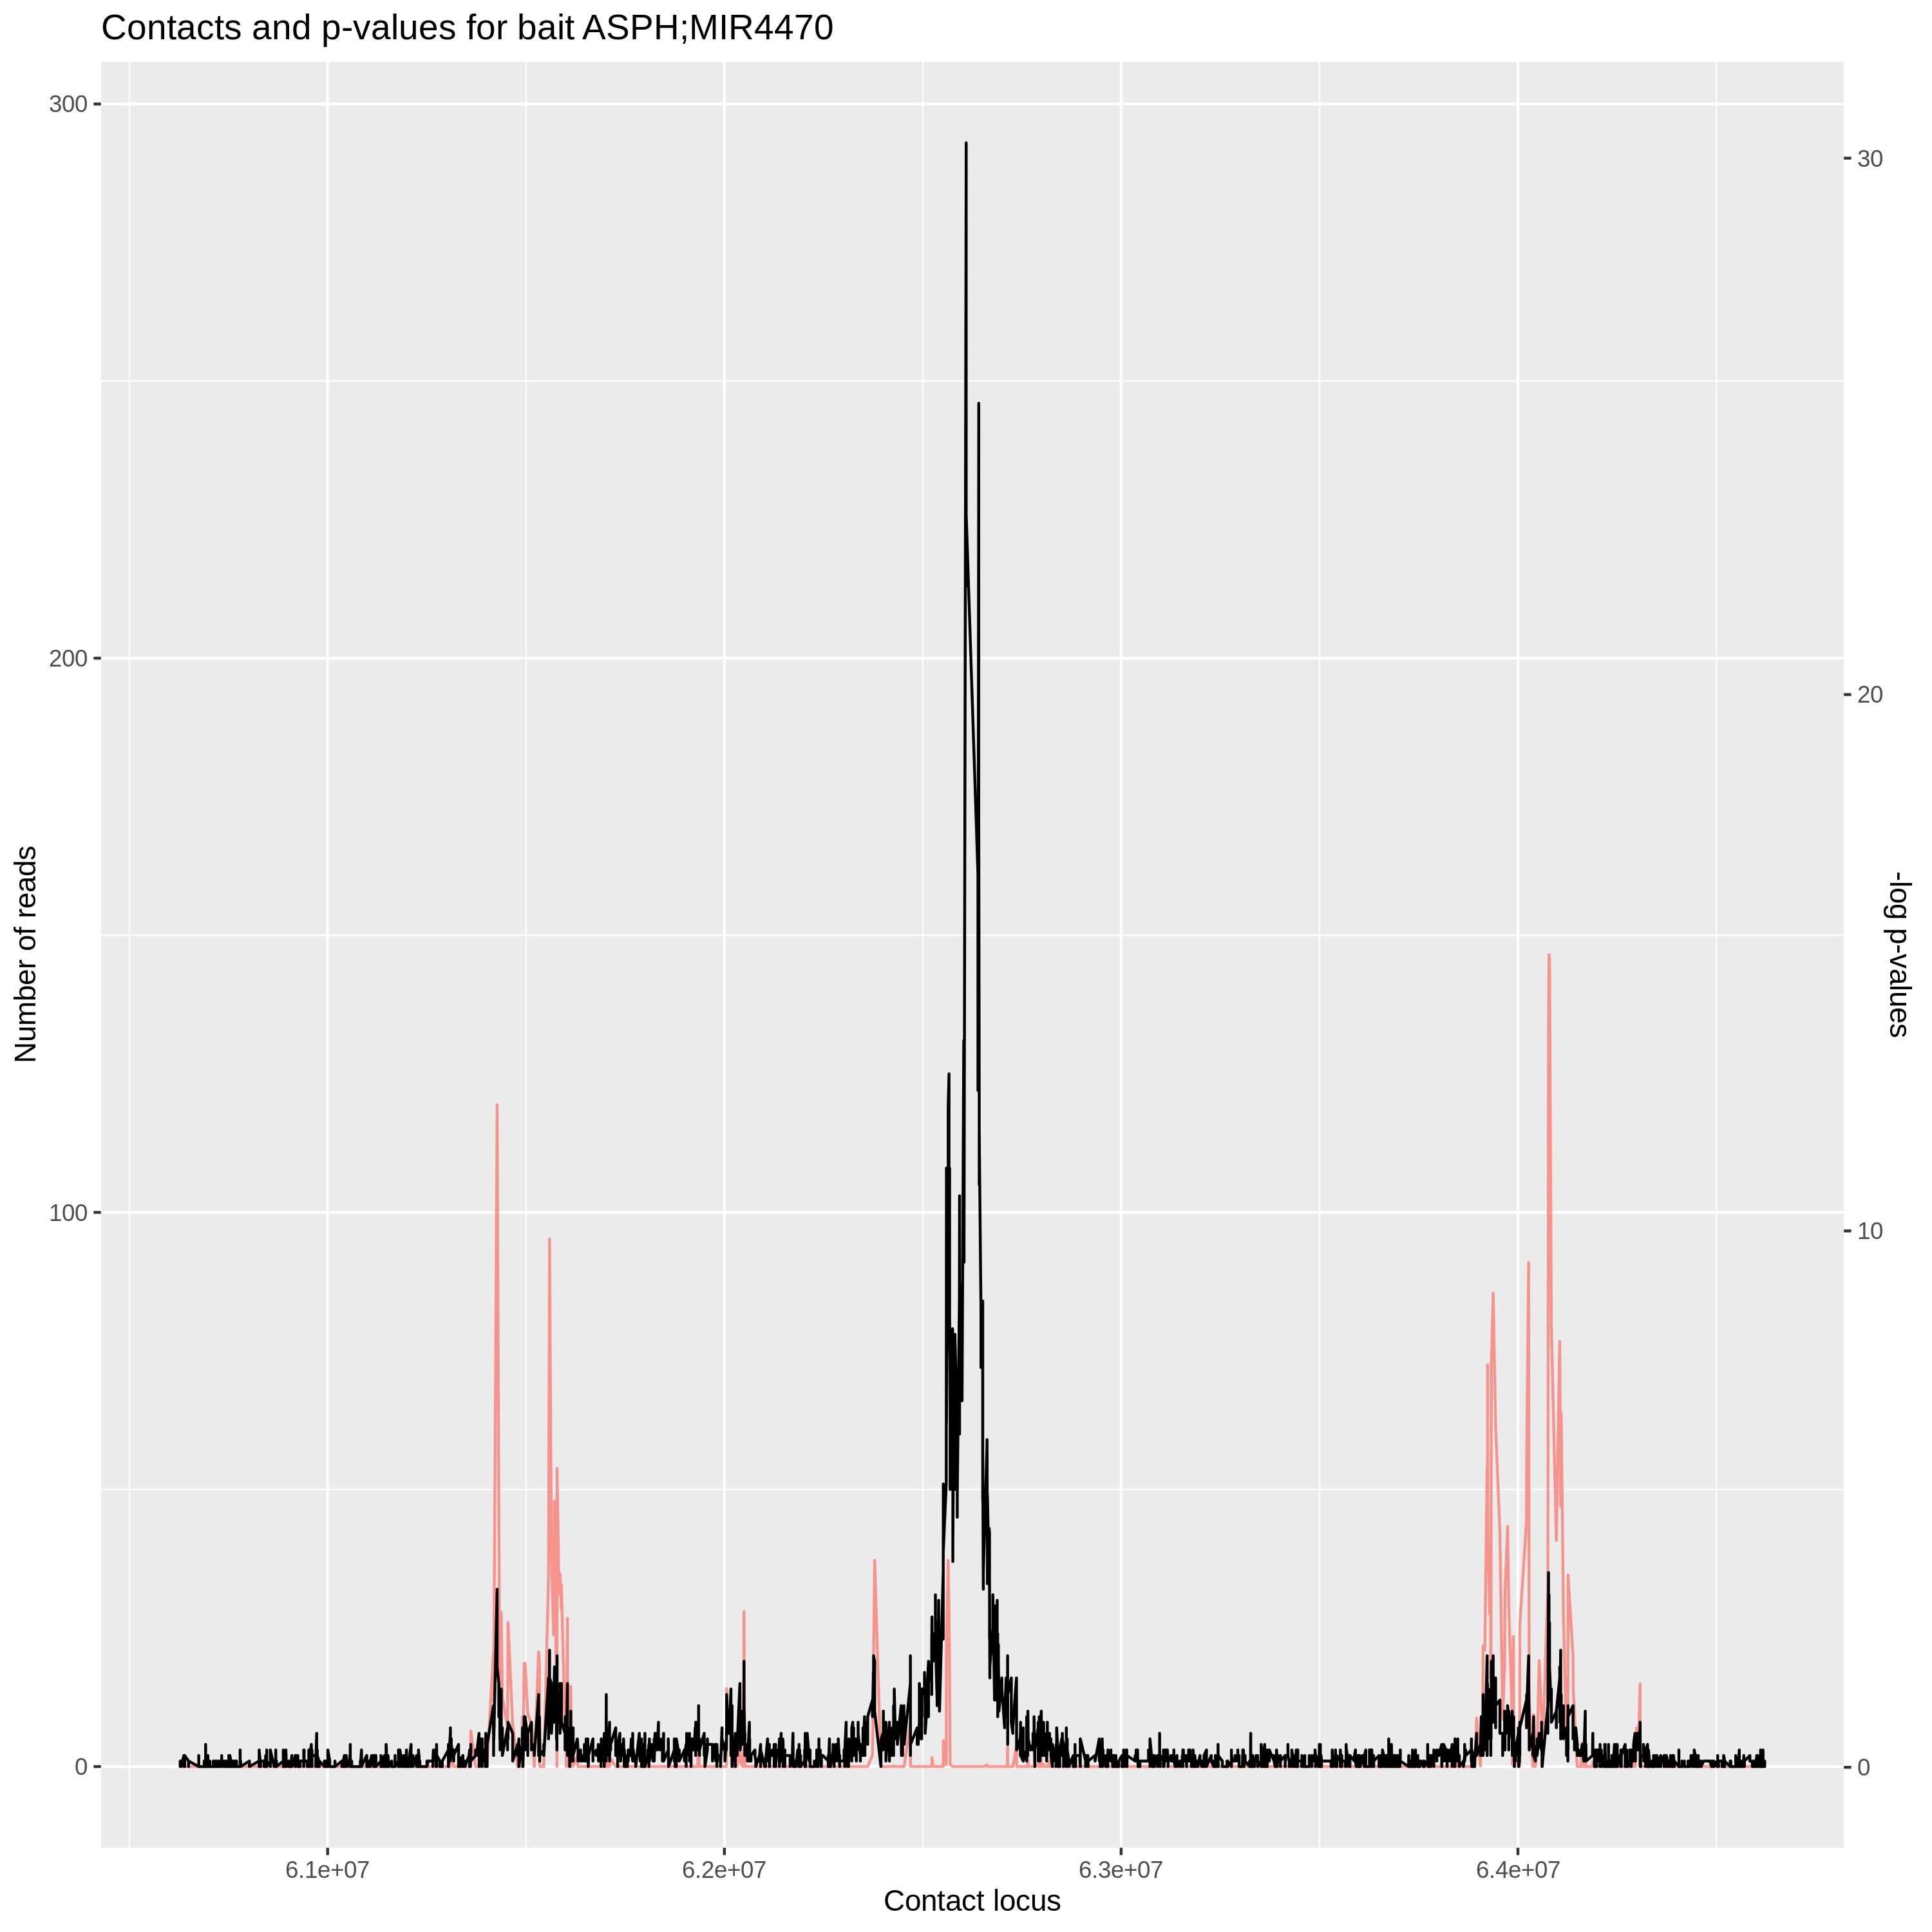 Contacts and p-values for bait ASPH;MIR4470
300
200
100
0
Number of reads
30
20
10
0
-log p-values
6.1e+07 6.2e+07 6.3e+07 6.4e+07
Contact locus